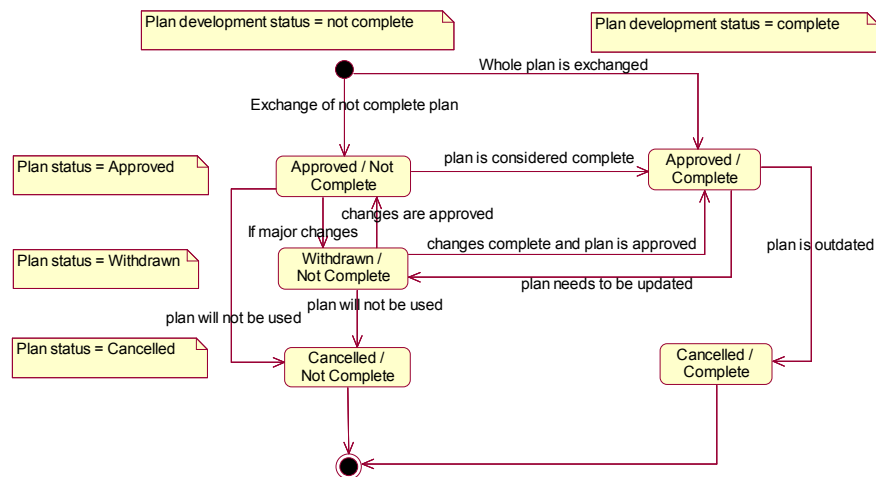 Plan development status = not complete
Plan development status = complete
Whole plan is exchanged
Exchange of not complete plan
Plan status = Approved
Approved / Not
Complete
plan is considered complete
Approved /
Complete
changes are approved
If major changes
Plan status = Withdrawn
Withdrawn /
Not Complete
changes complete and plan is approved
plan is outdated
plan needs to be updated
plan will not be used
plan will not be used
Plan status = Cancelled
Cancelled /
Not Complete
Cancelled /
Complete